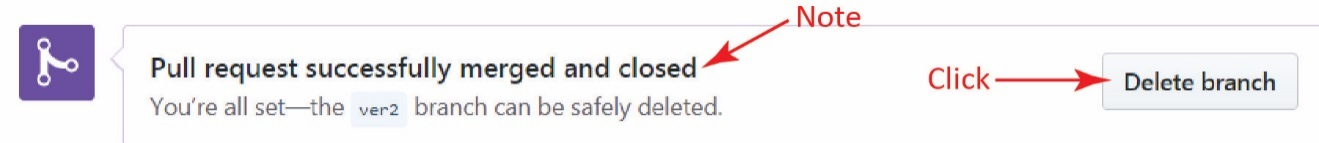 Note
Pull request successfully merged and closed
Click
Delete branch
You're all set—the ver2 branch can be safely deleted.